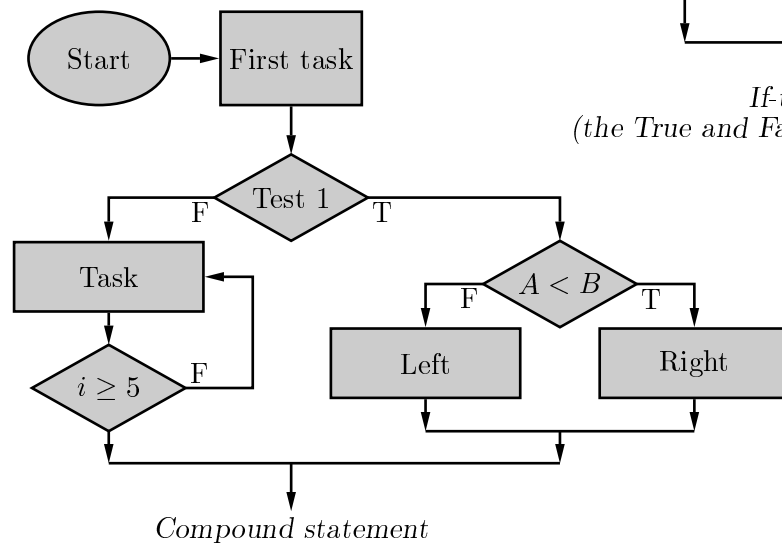 Start
First task
If-t
(the True and Fa
Test 1
F
T
Task
A < B
F
T
Left
Right
i ≥ 5
F
Compound statement